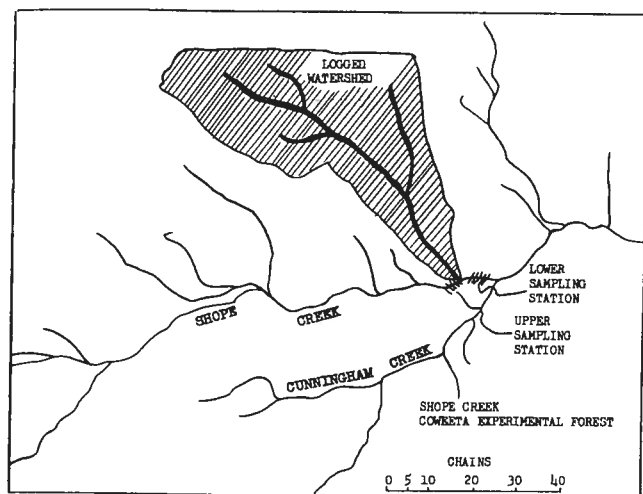 LOGGED
WATERSHED
LOWER
SAMPLING
STATION
SHOPE CREEK
UPPER
SAMPLING
STATION
CUNNINGHAM CREEK
SHOPE CREEK
COWEETA EXPERIMENTAL FOREST
CHAINS
0 5 10 20 30 40